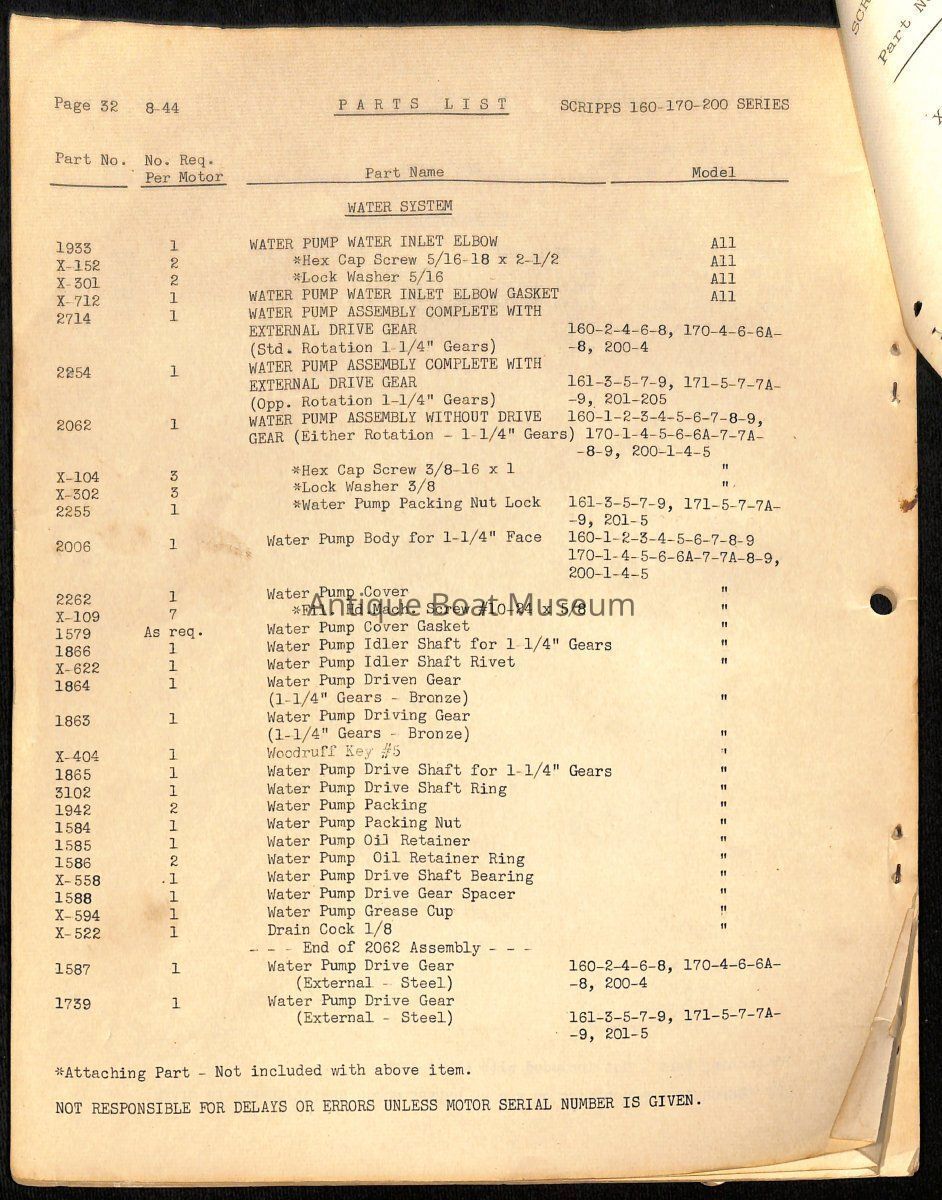 Page 32 8-44 PARTS LIST SCRIPPS 160-170-200 SERIES
Part No. No. Req. Per Motor Part Name Model
WATER SYSTEM
1933 1 WATER PUMP WATER INLET ELBOW All
X-152 2 *Hex Cap Screw 5/16-18 x 2-1/2 All
X-301 2 *Lock Washer 5/16 All
X-712 1 WATER PUMP WATER INLET ELBOW GASKET All
2714 1 WATER PUMP ASSEMBLY COMPLETE WITH
EXTERNAL DRIVE GEAR 160-2-4-6-8, 170-4-6-6A-
(Std. Rotation 1-1/4" Gears) -8, 200-4
2254 1 WATER PUMP ASSEMBLY COMPLETE WITH
EXTERNAL DRIVE GEAR 161-3-5-7-9, 171-5-7-7A-
(Opp. Rotation 1-1/4" Gears) -9, 201-205
2062 1 WATER PUMP ASSEMBLY WITHOUT DRIVE 160-1-2-3-4-5-6-7-8-9,
GEAR (Either Rotation - 1-1/4" Gears) 170-1-4-5-6-6A-7-7A-
-8-9, 200-1-4-5
X-104 3 *Hex Cap Screw 3/8-16 x 1 "
X-302 3 *Lock Washer 3/8 "
2255 1 *Water Pump Packing Nut Lock 161-3-5-7-9, 171-5-7-7A-
-9, 201-5
2006 1 Water Pump Body for 1-1/4" Face 160-1-2-3-4-5-6-7-8-9
170-1-4-5-6-6A-7-7A-8-9,
200-1-4-5
2262 1 Water Pump Cover "
X-109 7 *Fil. Hd Mach. Screw #10-24 x 5/8 "
Antique Boat Museum
1579 As req. Water Pump Cover Gasket "
1866 1 Water Pump Idler Shaft for 1-1/4" Gears "
X-622 1 Water Pump Idler Shaft Rivet "
1864 1 Water Pump Driven Gear
(1-1/4" Gears - Bronze) "
1863 1 Water Pump Driving Gear
(1-1/4" Gears - Bronze) "
X-404 1 Woodruff Key #5 "
1865 1 Water Pump Drive Shaft for 1-1/4" Gears "
3102 1 Water Pump Drive Shaft Ring "
1942 2 Water Pump Packing "
1584 1 Water Pump Packing Nut "
1585 1 Water Pump Oil Retainer "
1586 2 Water Pump Oil Retainer Ring "
X-558 1 Water Pump Drive Shaft Bearing "
1588 1 Water Pump Drive Gear Spacer "
X-594 1 Water Pump Grease Cup "
X-522 1 Drain Cock 1/8 "
- - - End of 2062 Assembly - - -
1587 1 Water Pump Drive Gear 160-2-4-6-8, 170-4-6-6A-
(External - Steel) -8, 200-4
1739 1 Water Pump Drive Gear
(External - Steel) 161-3-5-7-9, 171-5-7-7A-
-9, 201-5
*Attaching Part - Not included with above item.
NOT RESPONSIBLE FOR DELAYS OR ERRORS UNLESS MOTOR SERIAL NUMBER IS GIVEN.
Part